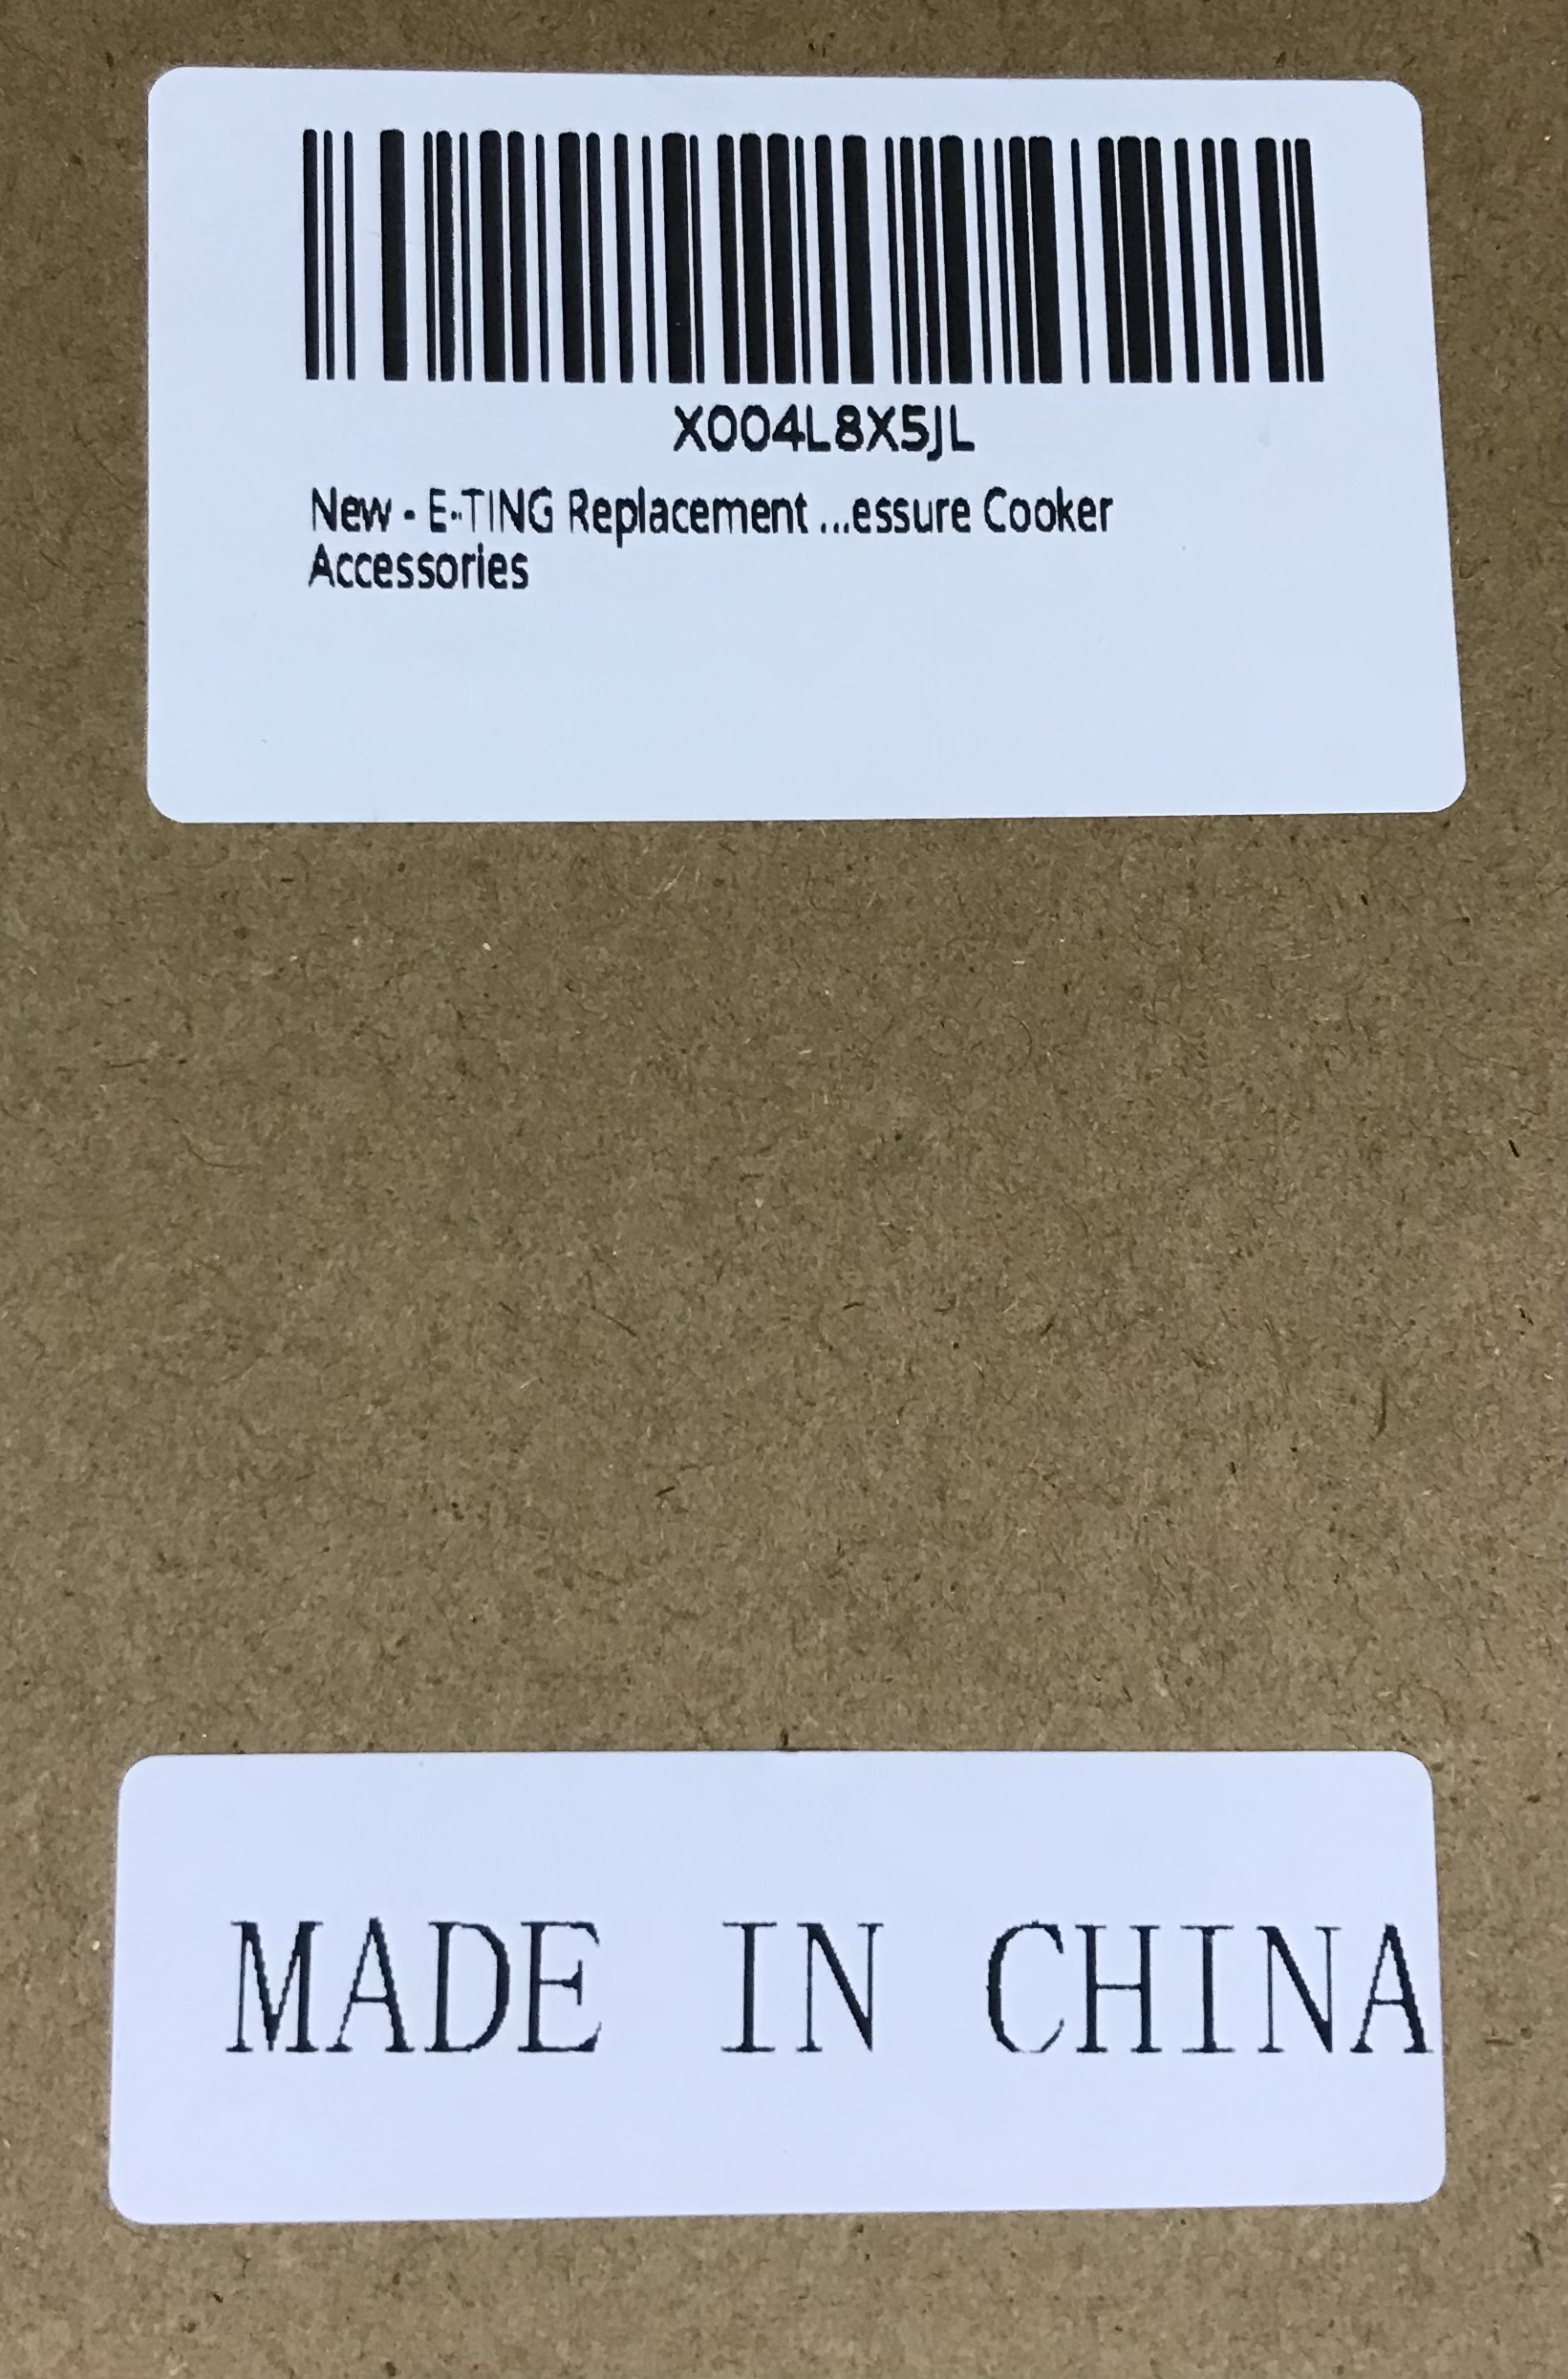 X004L8X5JL
New - E-TING Replacement ...essure Cooker
Accessories
MADE IN CHINA